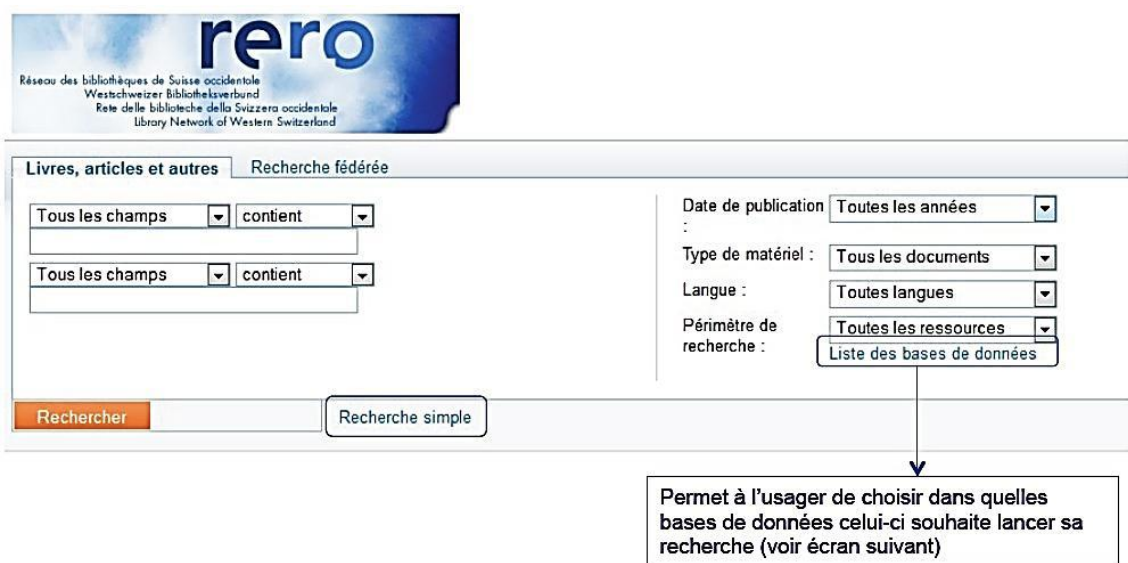 rero
Réseau des bibliothèques de Suisse occidentale
Westschweizer Bibliotheksverbund
Rete delle biblioteche della Svizzera occidentale
Library Network of Western Switzerland
Livres, articles et autres
Recherche fédérée
Tous les champs contient
Tous les champs contient
Date de publication : Toutes les années
Type de matériel : Tous les documents
Langue : Toutes langues
Périmètre de Toutes les ressources
recherche : Liste des bases de données
Rechercher
Recherche simple
Permet à l'usager de choisir dans quelles
bases de données celui-ci souhaite lancer sa
recherche (voir écran suivant)